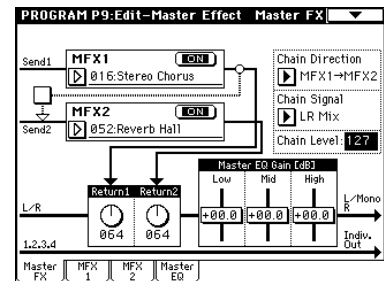 PROGRAM P9:Edit-Master Effect Master FX
Send1
MFX1 ON
016:Stereo Chorus
Send2
MFX2 ON
052:Reverb Hall
Chain Direction
MFX1→MFX2
Chain Signal
LR Mix
Chain Level: 127
Master EQ Gain [dB]
Low Mid High
+00.0 +00.0 +00.0
Return1 Return2
064 064
L/R
L/Mono
R
1.2.3.4
Indiv.
Out
Master FX
MFX 1
MFX 2
Master EQ